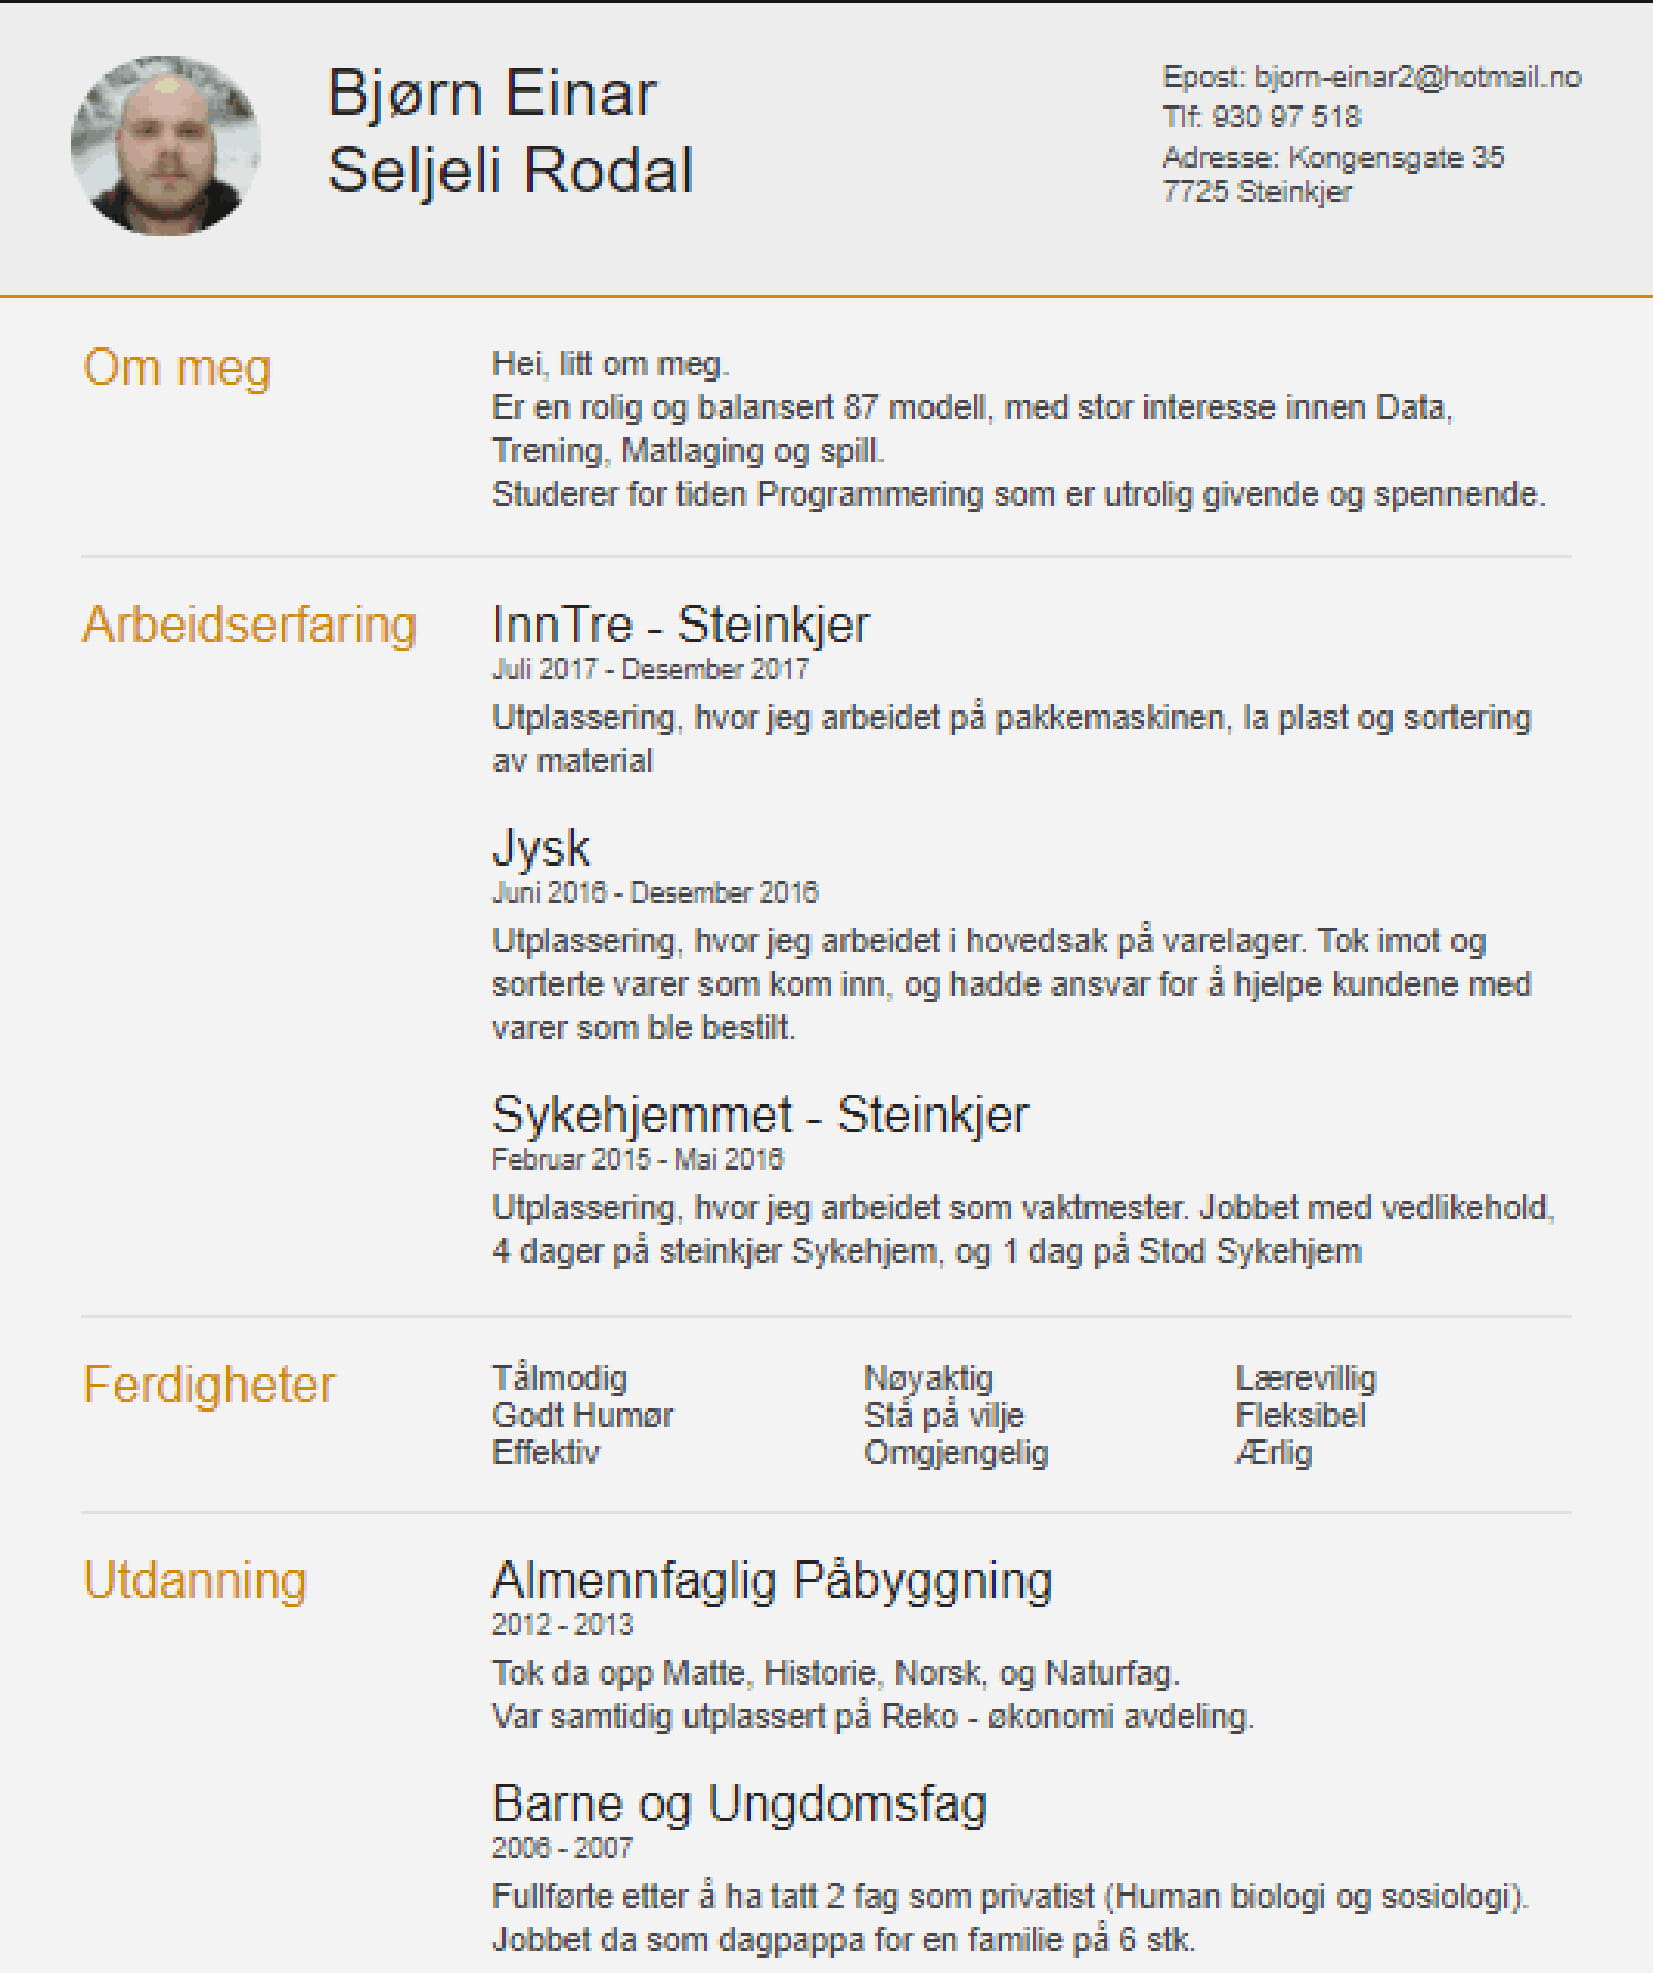 Bjørn Einar
Seljeli Rodal
Epost: bjorn-einar2@hotmail.no
Tlf: 930 97 518
Adresse: Kongensgate 35
7725 Steinkjer
Om meg
Hei, litt om meg.
Er en rolig og balansert 87 modell, med stor interesse innen Data,
Trening, Matlaging og spill.
Studerer for tiden Programmering som er utrolig givende og spennende.
Arbeidserfaring
InnTre - Steinkjer
Juli 2017 - Desember 2017
Utplassering, hvor jeg arbeidet på pakkemaskinen, la plast og sortering
av material
Jysk
Juni 2016 - Desember 2016
Utplassering, hvor jeg arbeidet i hovedsak på varelager. Tok imot og
sorterte varer som kom inn, og hadde ansvar for å hjelpe kundene med
varer som ble bestilt.
Sykehjemmet - Steinkjer
Februar 2015 - Mai 2016
Utplassering, hvor jeg arbeidet som vaktmester. Jobbet med vedlikehold,
4 dager på steinkjer Sykehjem, og 1 dag på Stod Sykehjem
Ferdigheter
Tålmodig Nøyaktig Lærevillig
Godt Humør Stå på vilje Fleksibel
Effektiv Omgjengelig Ærlig
Utdanning
Almennfaglig Påbyggning
2012 - 2013
Tok da opp Matte, Historie, Norsk, og Naturfag.
Var samtidig utplassert på Reko - økonomi avdeling.
Barne og Ungdomsfag
2006 - 2007
Fullførte etter å ha tatt 2 fag som privatist (Human biologi og sosiologi).
Jobbet da som dagpappa for en familie på 6 stk.